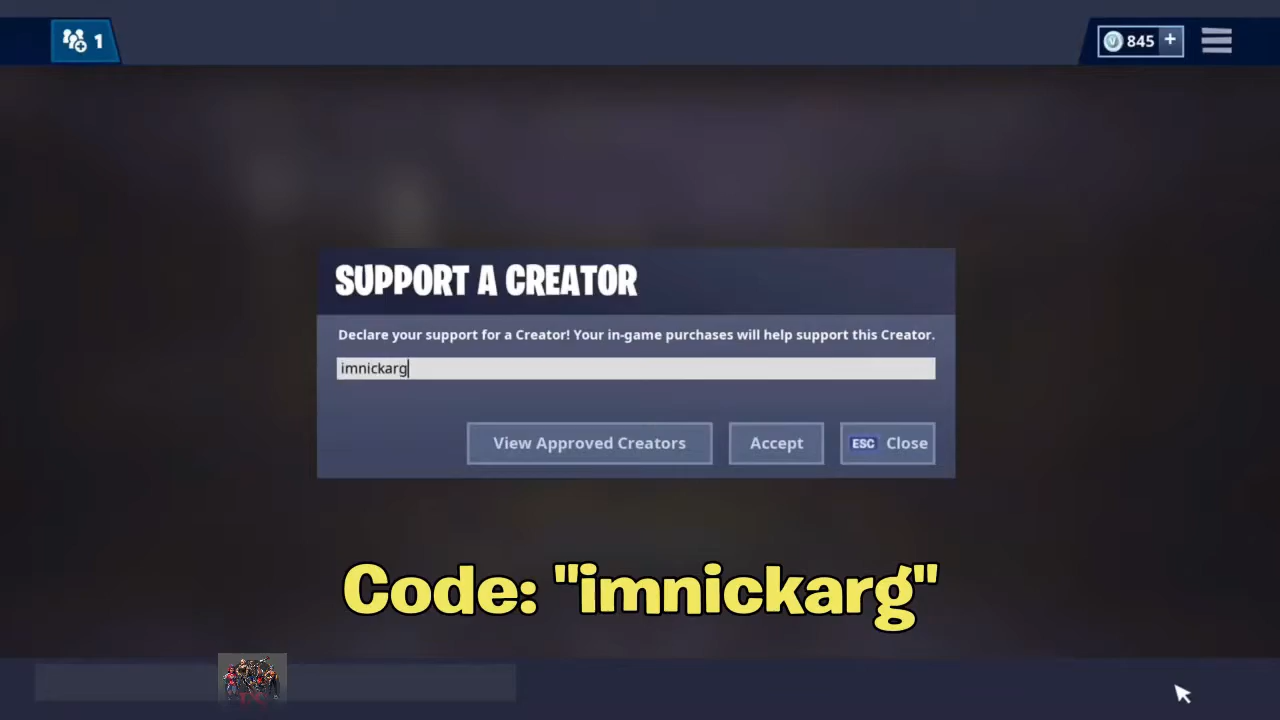 1
845 +
SUPPORT A CREATOR
Declare your support for a Creator! Your in-game purchases will help support this Creator.
imnickarg
View Approved Creators
Accept
ESC Close
Code: "imnickarg"